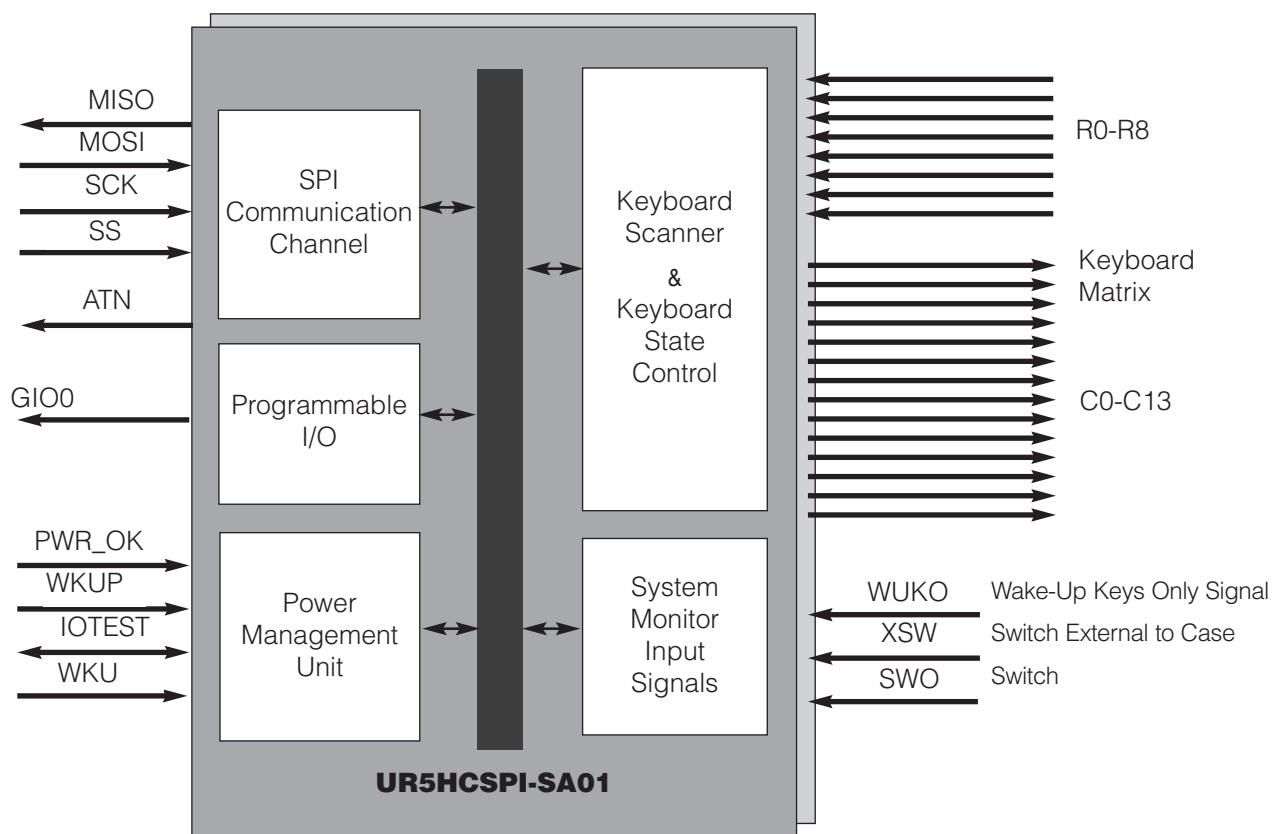 MISO
MOSI
SCK
SS
ATN
GIO0
PWR_OK
WKUP
IOTEST
WKU
SPI
Communication
Channel
Programmable
I/O
Power
Management
Unit
Keyboard
Scanner
&
Keyboard
State
Control
System
Monitor
Input
Signals
R0-R8
Keyboard
Matrix
C0-C13
WUKO Wake-Up Keys Only Signal
XSW Switch External to Case
SWO Switch
UR5HCSPI-SA01